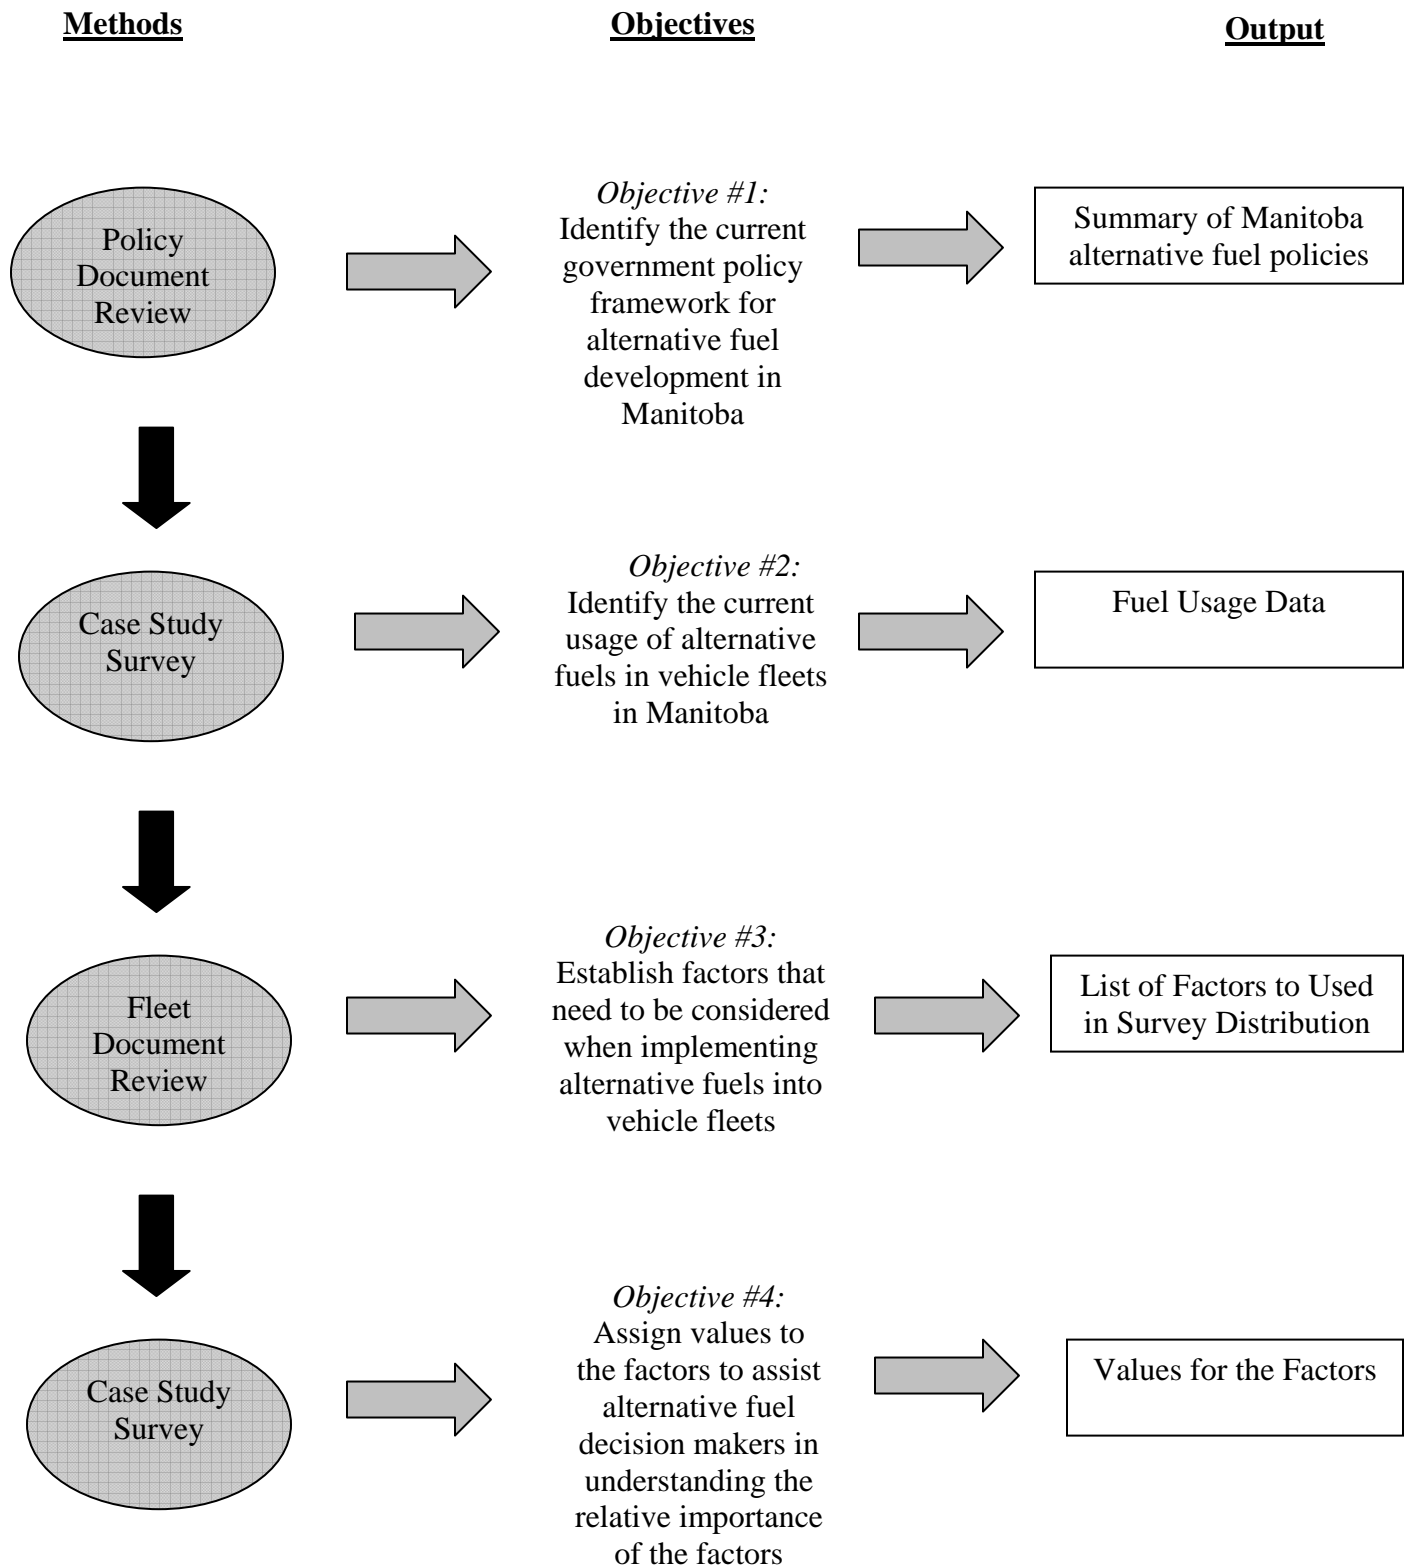 Methods
Objectives
Output
Policy
Document
Review
Objective #1:
Identify the current
government policy
framework for
alternative fuel
development in
Manitoba
Summary of Manitoba
alternative fuel policies
Case Study
Survey
Objective #2:
Identify the current
usage of alternative
fuels in vehicle fleets
in Manitoba
Fuel Usage Data
Fleet
Document
Review
Objective #3:
Establish factors that
need to be considered
when implementing
alternative fuels into
vehicle fleets
List of Factors to Used
in Survey Distribution
Case Study
Survey
Objective #4:
Assign values to
the factors to assist
alternative fuel
decision makers in
understanding the
relative importance
of the factors
Values for the Factors